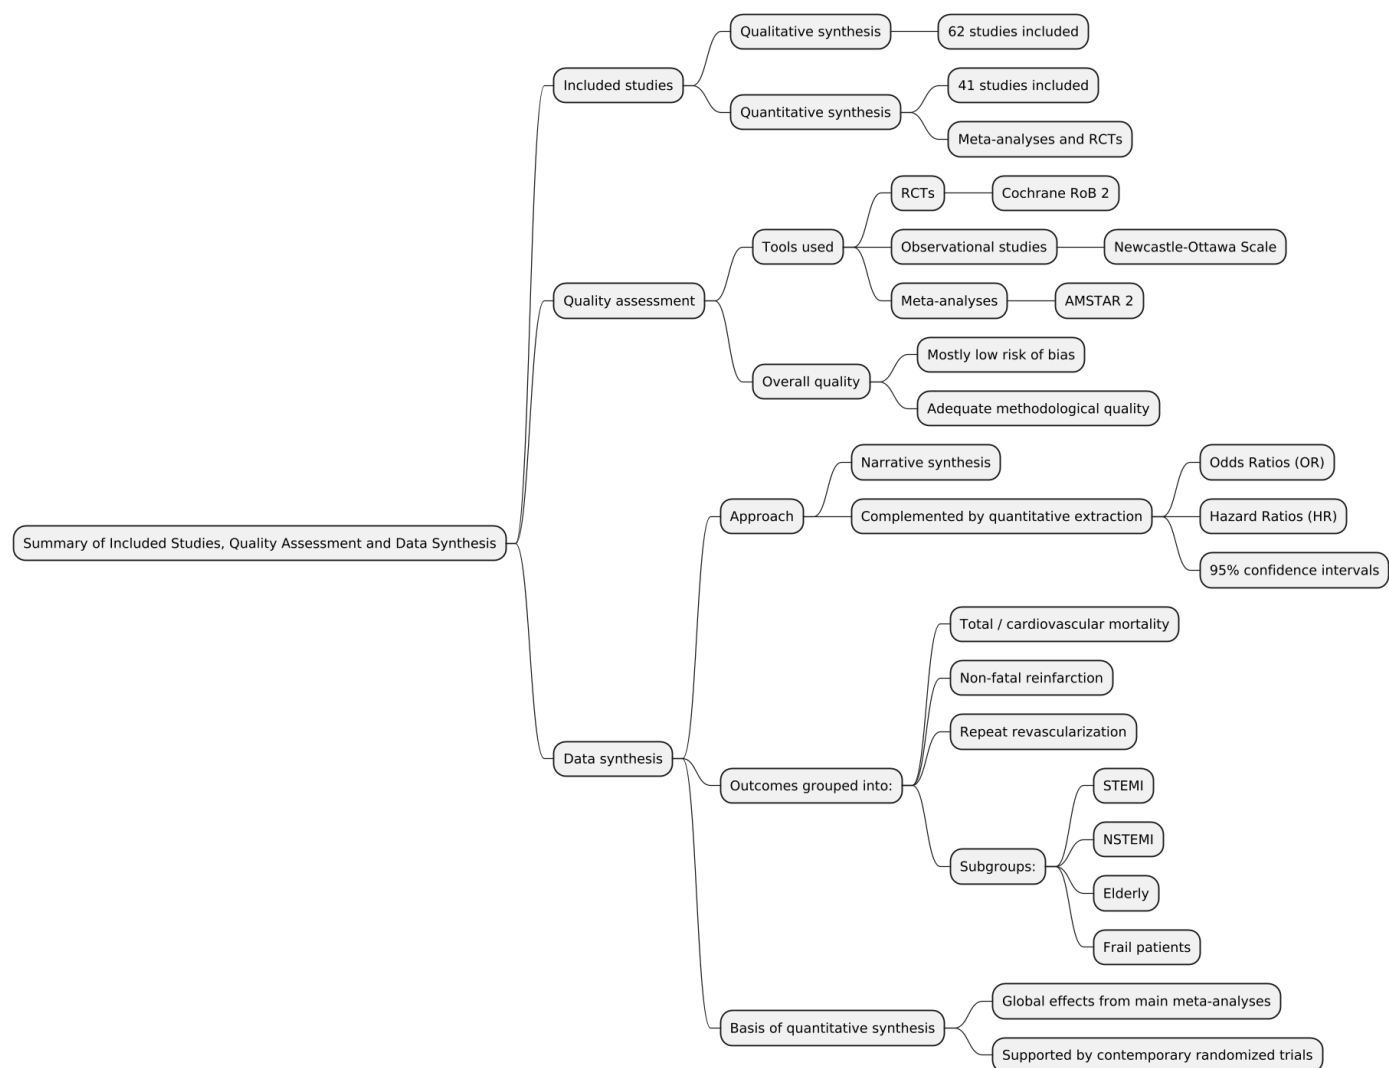 Summary of Included Studies, Quality Assessment and Data Synthesis
Included studies
Qualitative synthesis
62 studies included
Quantitative synthesis
41 studies included
Meta-analyses and RCTs
Quality assessment
Tools used
RCTs
Cochrane RoB 2
Observational studies
Newcastle-Ottawa Scale
Meta-analyses
AMSTAR 2
Overall quality
Mostly low risk of bias
Adequate methodological quality
Data synthesis
Approach
Narrative synthesis
Complemented by quantitative extraction
Odds Ratios (OR)
Hazard Ratios (HR)
95% confidence intervals
Outcomes grouped into:
Total / cardiovascular mortality
Non-fatal reinfarction
Repeat revascularization
Subgroups:
STEMI
NSTEMI
Elderly
Frail patients
Basis of quantitative synthesis
Global effects from main meta-analyses
Supported by contemporary randomized trials